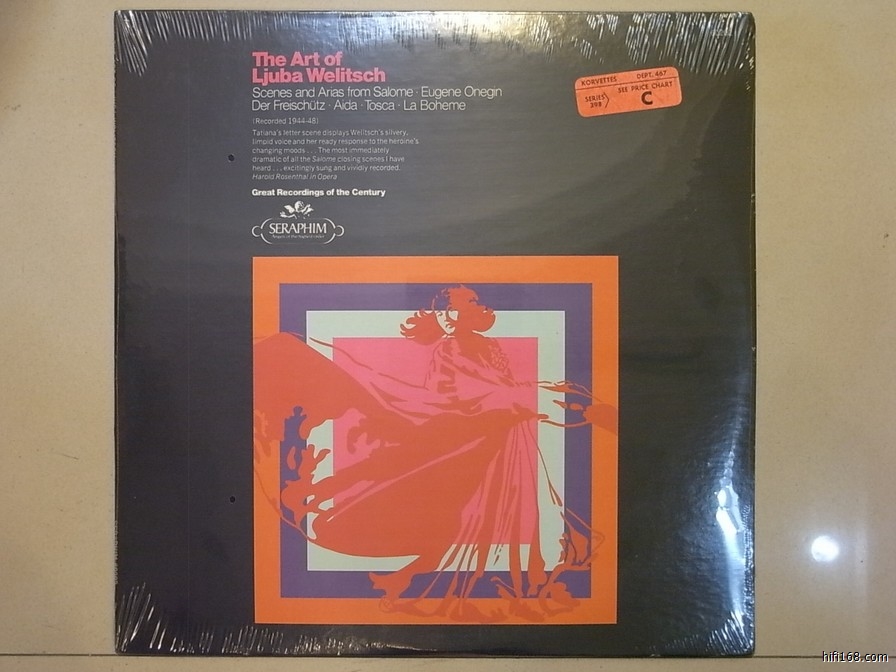 The Art of
Ljuba Welitsch
Scenes and Arias from Salome · Eugene Onegin
Der Freischütz · Aida · Tosca · La Boheme
(Recorded 1944-48)
Tatiana's letter scene displays Welitsch's silvery,
limpid voice and her ready response to the heroine's
changing moods . . . The most immediately
dramatic of all the Salome closing scenes I have
heard . . . excitingly sung and vividly recorded.
Harold Rosenthal in Opera
Great Recordings of the Century
SERAPHIM
KORVETTES DEPT. 467
SERIES 398 SEE PRICE CHART
C
hifi168.com